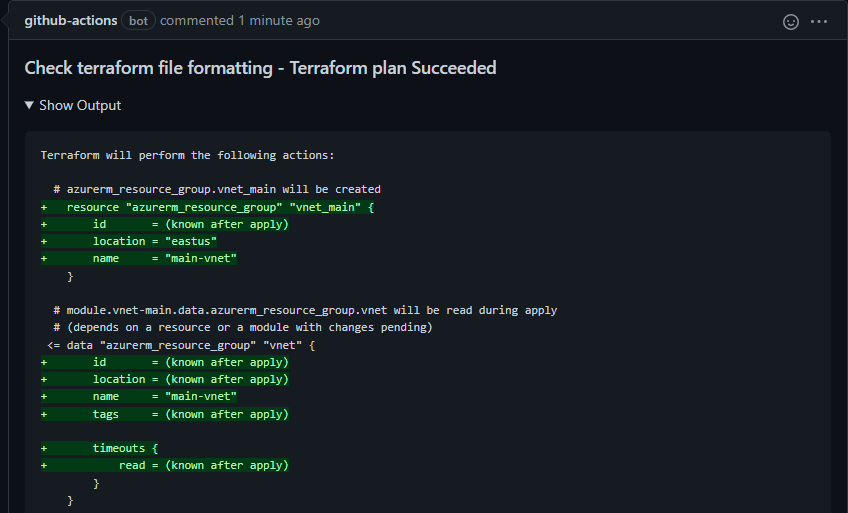 github-actions bot commented 1 minute ago
Check terraform file formatting - Terraform plan Succeeded
▼ Show Output
Terraform will perform the following actions:
  # azurerm_resource_group.vnet_main will be created
+   resource "azurerm_resource_group" "vnet_main" {
+       id       = (known after apply)
+       location = "eastus"
+       name     = "main-vnet"
    }
  # module.vnet-main.data.azurerm_resource_group.vnet will be read during apply
  # (depends on a resource or a module with changes pending)
 <= data "azurerm_resource_group" "vnet" {
+       id       = (known after apply)
+       location = (known after apply)
+       name     = "main-vnet"
+       tags     = (known after apply)
+       timeouts {
+           read = (known after apply)
        }
    }